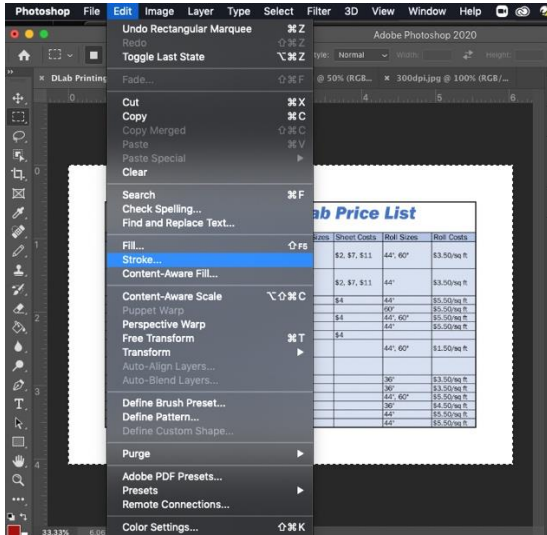 Photoshop File Edit Image Layer Type Select Filter 3D View Window Help
Adobe Photoshop 2020
Style: Normal Width: Height:
× DLab Printing @ 50% (RGB... × 300dpi.jpg @ 100% (RGB/...
0 4 5 6
Undo Rectangular Marquee ⌘Z
Redo ⇧⌘Z
Toggle Last State ⌥⌘Z
Fade... ⇧⌘F
Cut ⌘X
Copy ⌘C
Copy Merged ⇧⌘C
Paste ⌘V
Paste Special
Clear
Search ⌘F
Check Spelling...
Find and Replace Text...
Fill... ⇧F5
Stroke...
Content-Aware Fill...
Content-Aware Scale ⌥⇧⌘C
Puppet Warp
Perspective Warp
Free Transform ⌘T
Transform
Auto-Align Layers...
Auto-Blend Layers...
Define Brush Preset...
Define Pattern...
Define Custom Shape...
Purge
Adobe PDF Presets...
Presets
Remote Connections...
Color Settings... ⇧⌘K
ab Price List
Sizes Sheet Costs Roll Sizes Roll Costs
$2, $7, $11 44", 60" $3.50/sq ft
$2, $7, $11 44" $3.50/sq ft
$4 44" $5.50/sq ft
60" $5.50/sq ft
$4 44", 60" $5.50/sq ft
44" $5.50/sq ft
$4
44", 60" $1.50/sq ft
36" $3.50/sq ft
36" $3.50/sq ft
44", 60" $5.50/sq ft
36" $4.50/sq ft
44" $5.50/sq ft
44" $5.50/sq ft
0
1
2
3
4
33.33%